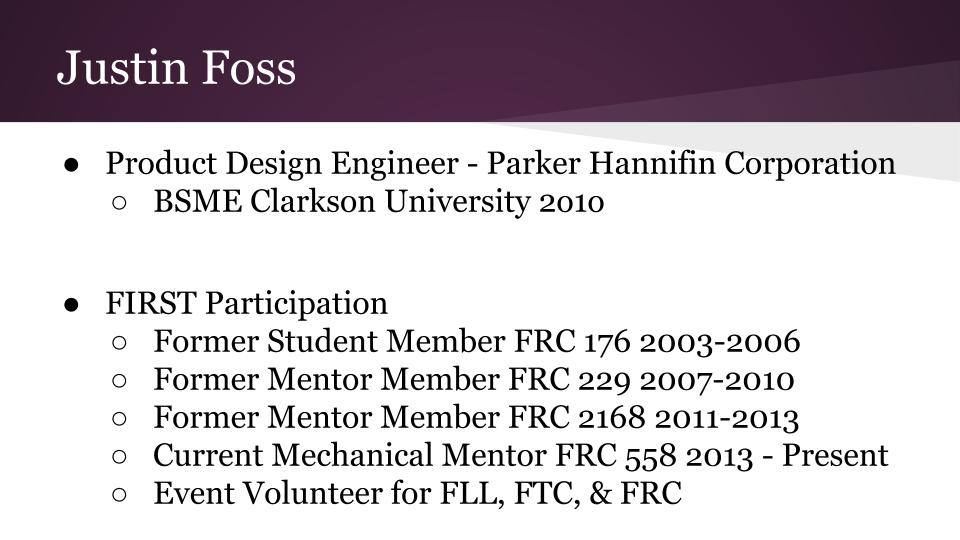 Justin Foss
● Product Design Engineer - Parker Hannifin Corporation
○ BSME Clarkson University 2010
● FIRST Participation
○ Former Student Member FRC 176 2003-2006
○ Former Mentor Member FRC 229 2007-2010
○ Former Mentor Member FRC 2168 2011-2013
○ Current Mechanical Mentor FRC 558 2013 - Present
○ Event Volunteer for FLL, FTC, & FRC